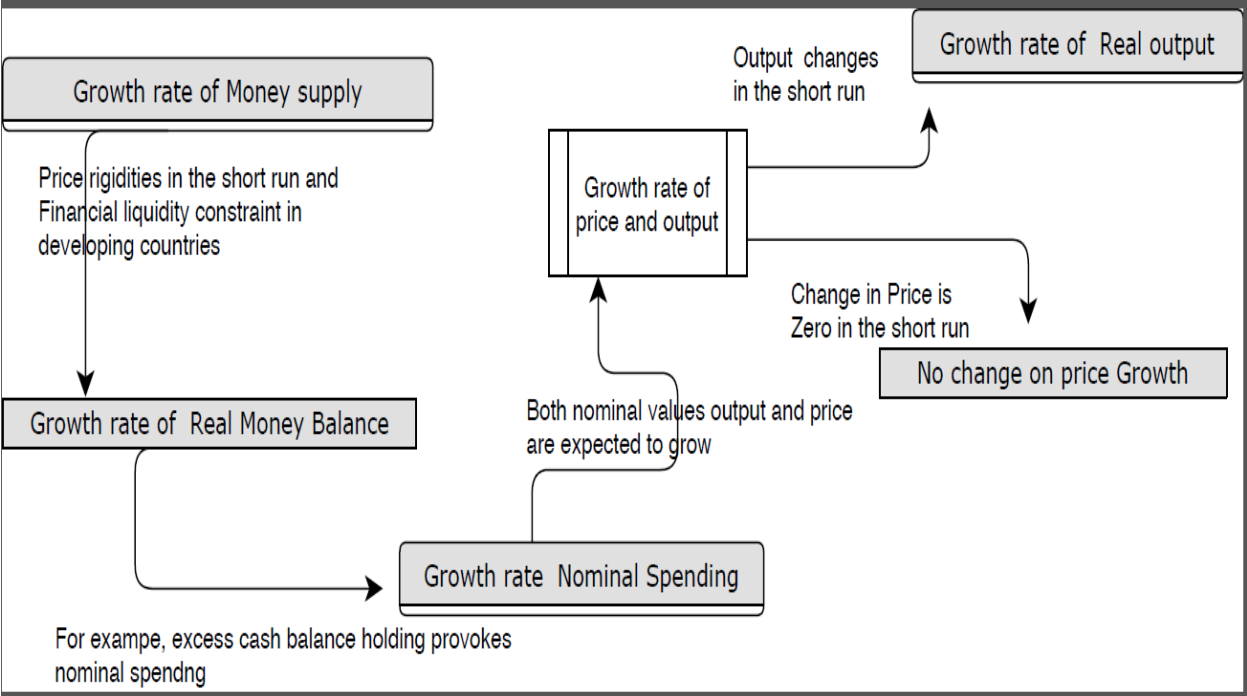 Growth rate of Money supply
Price rigidities in the short run and
Financial liquidity constraint in
developing countries
Growth rate of Real Money Balance
For exampe, excess cash balance holding provokes
nominal spendng
Growth rate Nominal Spending
Both nominal values output and price
are expected to grow
Growth rate of
price and output
Output changes
in the short run
Growth rate of Real output
Change in Price is
Zero in the short run
No change on price Growth